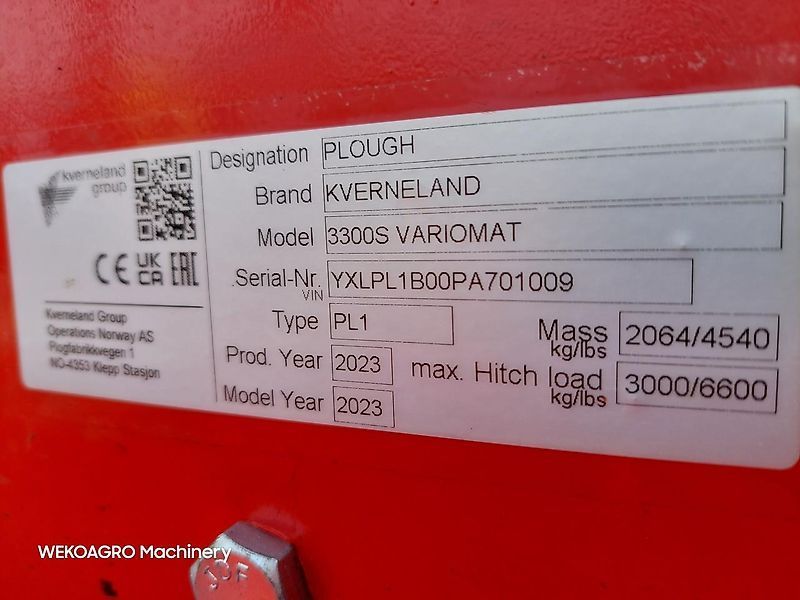 kverneland
group
CE UK CA EAC
Kverneland Group
Operations Norway AS
Plogfabrikkvegen 1
NO-4353 Klepp Stasjon
Designation PLOUGH
Brand KVERNELAND
Model 3300S VARIOMAT
Serial-Nr. YXLPL1B00PA701009
VIN
Type PL1
Prod. Year 2023
Model Year 2023
Mass 2064/4540
kg/lbs
max. Hitch load 3000/6600
kg/lbs
WEKOAGRO Machinery